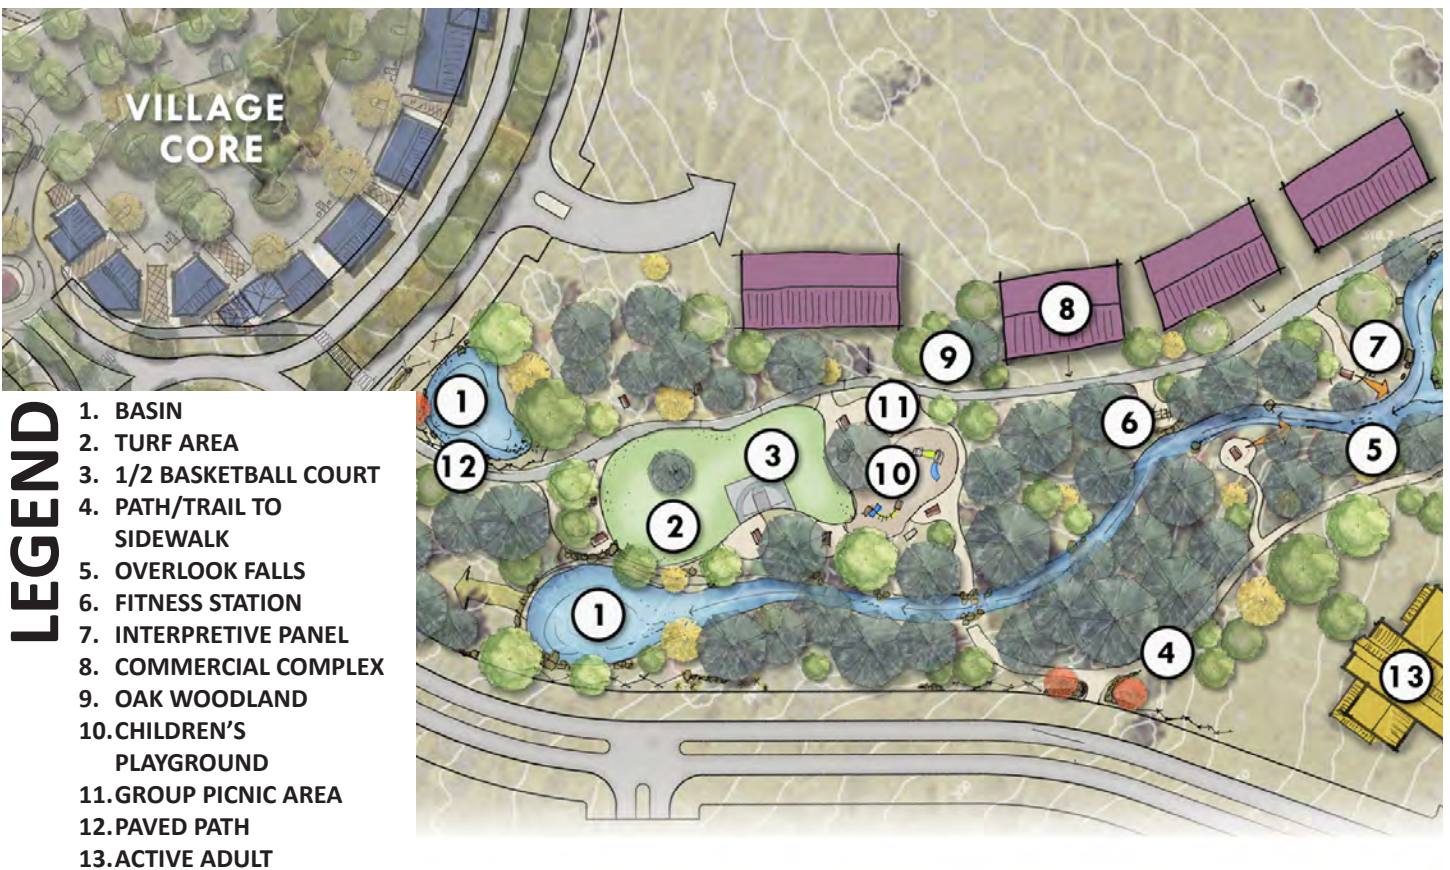 VILLAGE
CORE
LEGEND
1. BASIN
2. TURF AREA
3. 1/2 BASKETBALL COURT
4. PATH/TRAIL TO
SIDEWALK
5. OVERLOOK FALLS
6. FITNESS STATION
7. INTERPRETIVE PANEL
8. COMMERCIAL COMPLEX
9. OAK WOODLAND
10. CHILDREN'S
PLAYGROUND
11. GROUP PICNIC AREA
12. PAVED PATH
13. ACTIVE ADULT
8
7
9
1
11
6
12
3
10
5
2
1
4
13